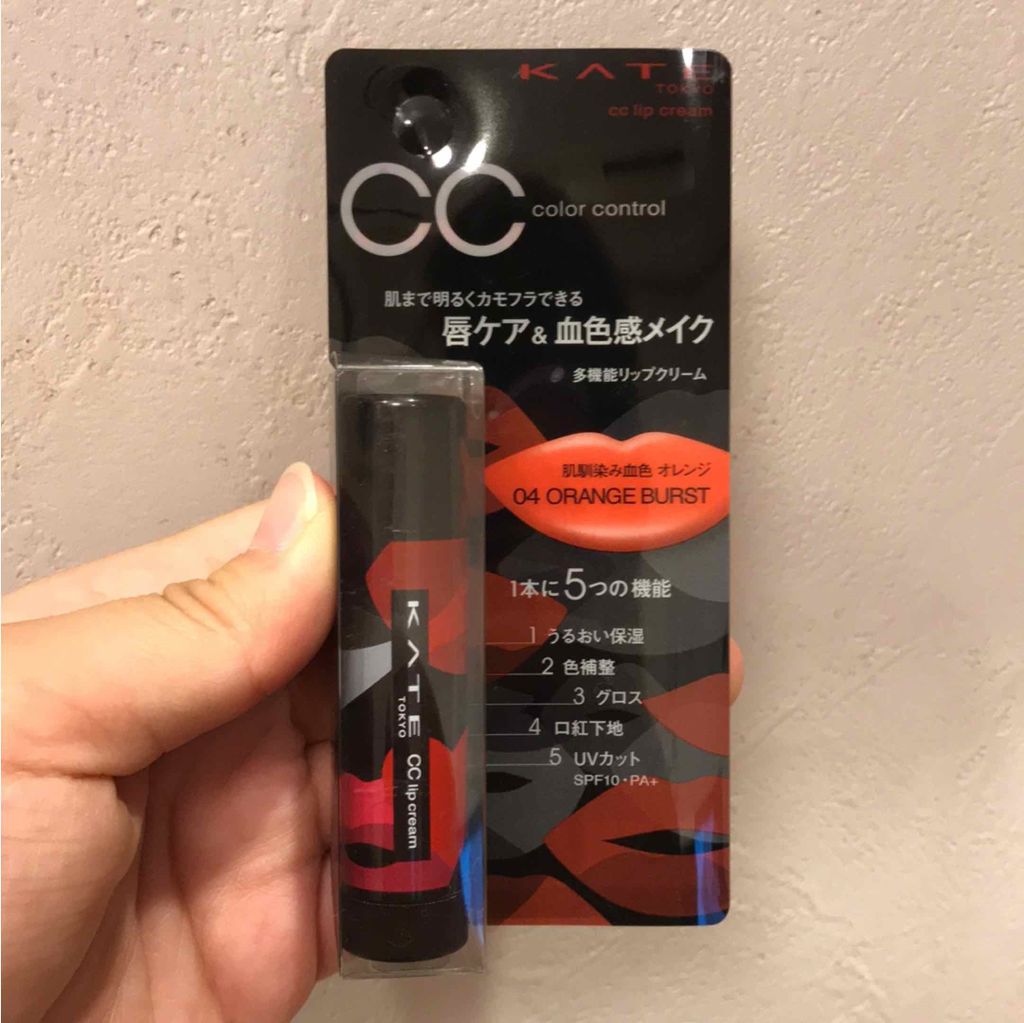 KATE
TOKYO
cc lip cream
CC color control
肌まで明るくカモフラできる
唇ケア&血色感メイク
多機能リップクリーム
肌馴染み血色 オレンジ
04 ORANGE BURST
1本に5つの機能
1 うるおい保湿
2 色補整
3 グロス
4 口紅下地
5 UVカット
SPF10・PA+
KATE
TOKYO
CC lip cream